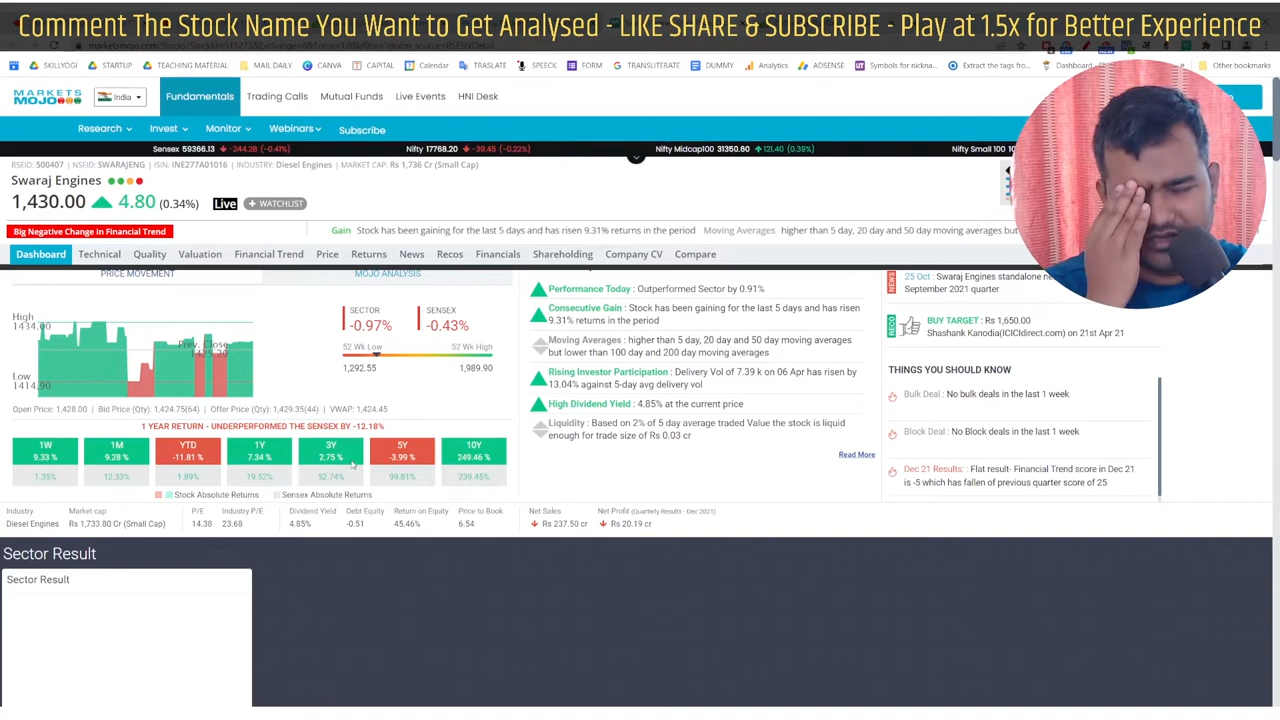 Comment The Stock Name You Want to Get Analysed - LIKE SHARE & SUBSCRIBE - Play at 1.5x for Better Experience
SKILLYOGI STARTUP TEACHING MATERIAL MAIL DAILY CANVA CAPITAL Calendar TRANSLATE SPEECK FORM TRANSLITERATE DUMMY Analytics ADSENSE Symbols for nickna... Extract the tags from... Dashboard Other bookmarks
MARKETS MOJO India Fundamentals Trading Calls Mutual Funds Live Events HNI Desk
Research Invest Monitor Webinars Subscribe
Sensex 59366.13 -244.28 (-0.41%) Nifty 17768.20 -39.45 (-0.22%) Nifty Midcap100 31350.60 121.40 (0.39%) Nifty Small 100
BSEID: 500407 | NSEID: SWARAJENG | ISIN: INE277A01016 | INDUSTRY: Diesel Engines | MARKET CAP: Rs 1,736 Cr (Small Cap)
Swaraj Engines
1,430.00 4.80 (0.34%) Live + WATCHLIST
Big Negative Change in Financial Trend Gain Stock has been gaining for the last 5 days and has risen 9.31% returns in the period Moving Averages higher than 5 day, 20 day and 50 day moving averages bu
Dashboard Technical Quality Valuation Financial Trend Price Returns News Recos Financials Shareholding Company CV Compare
PRICE MOVEMENT MOJO ANALYSIS
High
1434.00
Prev. Close
1425.20
Low
1414.90
SECTOR
-0.97%
SENSEX
-0.43%
52 Wk Low 52 Wk High
1,292.55 1,989.90
Open Price: 1,428.00 | Bid Price (Qty): 1,424.75(64) | Offer Price (Qty): 1,429.35(44) | VWAP: 1,424.45
1 YEAR RETURN - UNDERPERFORMED THE SENSEX BY -12.18%
1W 1M YTD 1Y 3Y 5Y 10Y
9.33 % 9.28 % -11.81 % 7.34 % 2.75 % -3.99 % 249.46 %
1.35% 12.33% 1.89% 19.52% 52.74% 99.81% 239.45%
Stock Absolute Returns Sensex Absolute Returns
Performance Today : Outperformed Sector by 0.91%
Consecutive Gain : Stock has been gaining for the last 5 days and has risen
9.31% returns in the period
Moving Averages : higher than 5 day, 20 day and 50 day moving averages
but lower than 100 day and 200 day moving averages
Rising Investor Participation : Delivery Vol of 7.39 k on 06 Apr has risen by
13.04% against 5-day avg delivery vol
High Dividend Yield : 4.85% at the current price
Liquidity : Based on 2% of 5 day average traded Value the stock is liquid
enough for trade size of Rs 0.03 cr
Read More
NEWS
25 Oct : Swaraj Engines standalone
September 2021 quarter
RECO
BUY TARGET : Rs 1,650.00
Shashank Kanodia(ICICIdirect.com) on 21st Apr 21
THINGS YOU SHOULD KNOW
Bulk Deal : No bulk deals in the last 1 week
Block Deal : No Block deals in the last 1 week
Dec 21 Results : Flat result- Financial Trend score in Dec 21
is -5 which has fallen of previous quarter score of 25
Industry Market cap P/E Industry P/E Dividend Yield Debt Equity Return on Equity Price to Book Net Sales Net Profit (Quarterly Results - Dec 2021)
Diesel Engines Rs 1,733.80 Cr (Small Cap) 14.38 23.68 4.85% -0.51 45.46% 6.54 Rs 237.50 cr Rs 20.19 cr
Sector Result
Sector Result